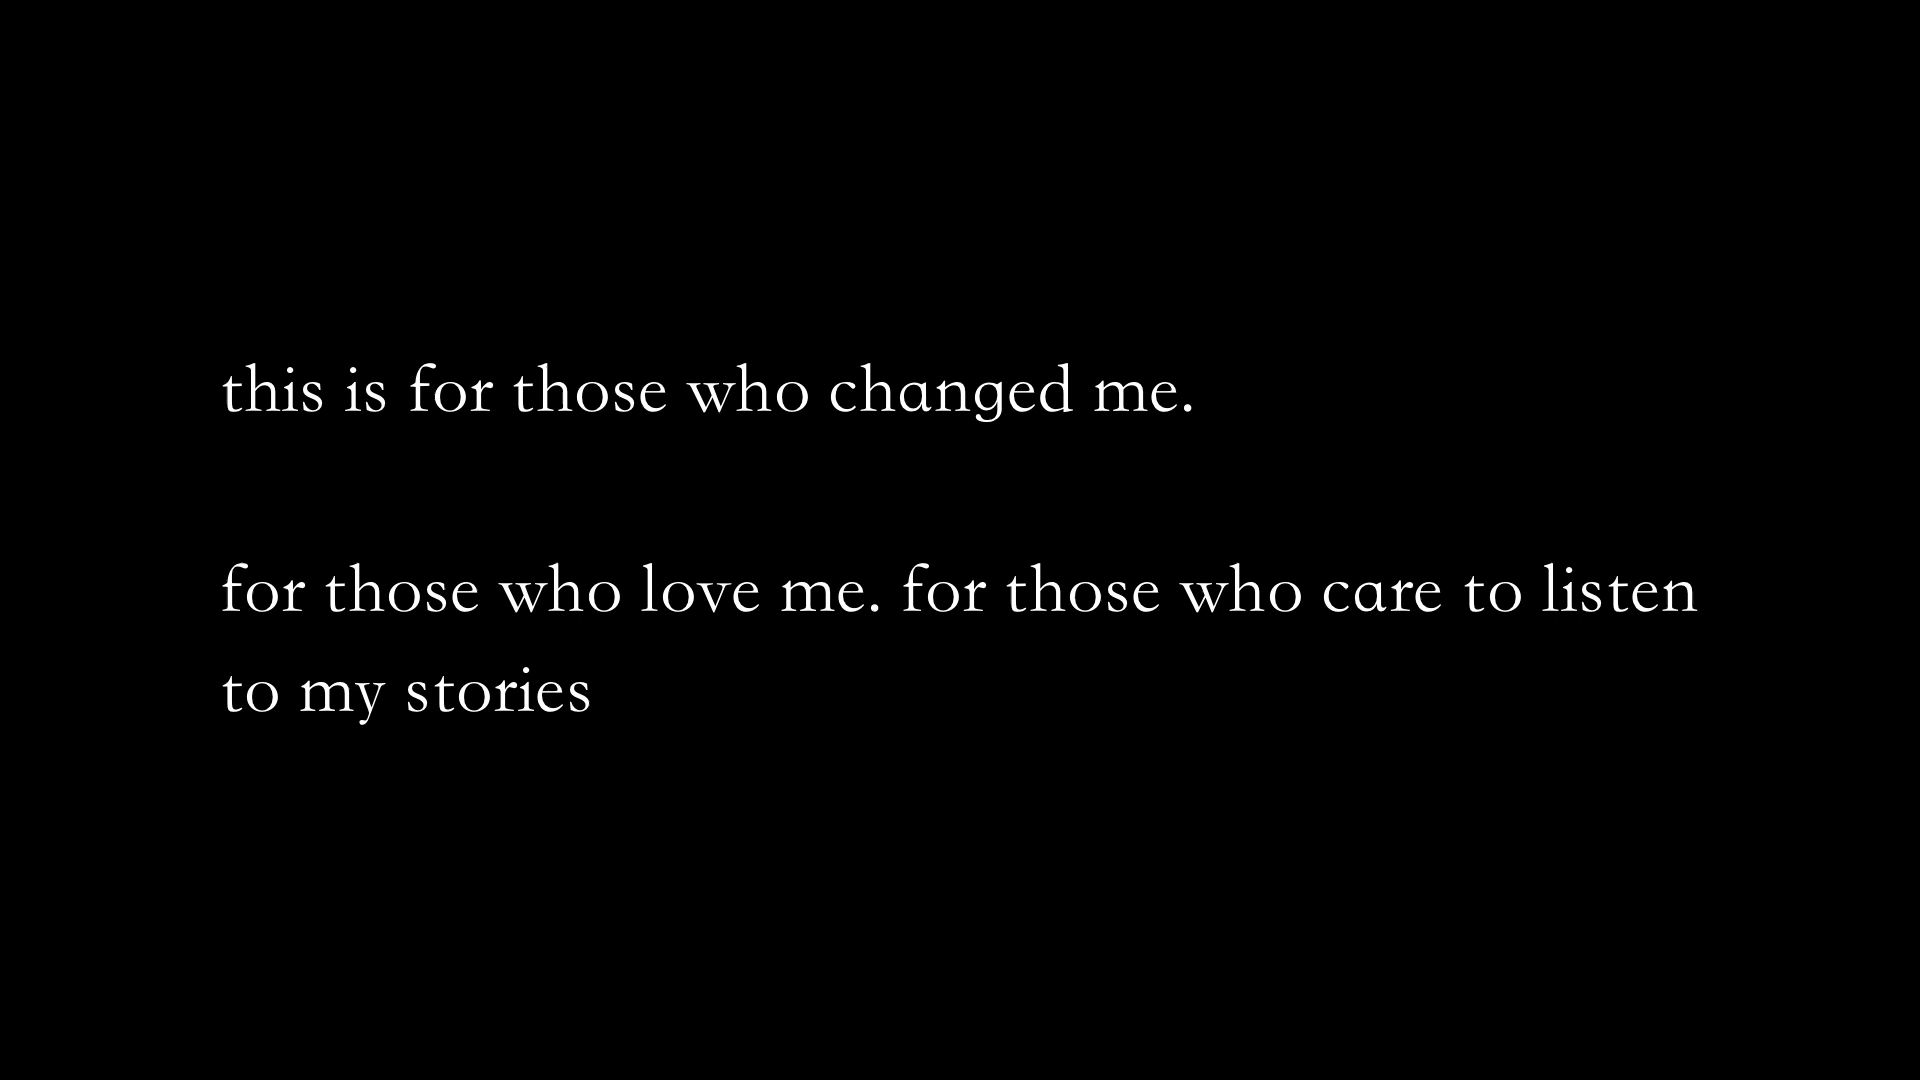 this is for those who changed me.
for those who love me. for those who care to listen
to my stories